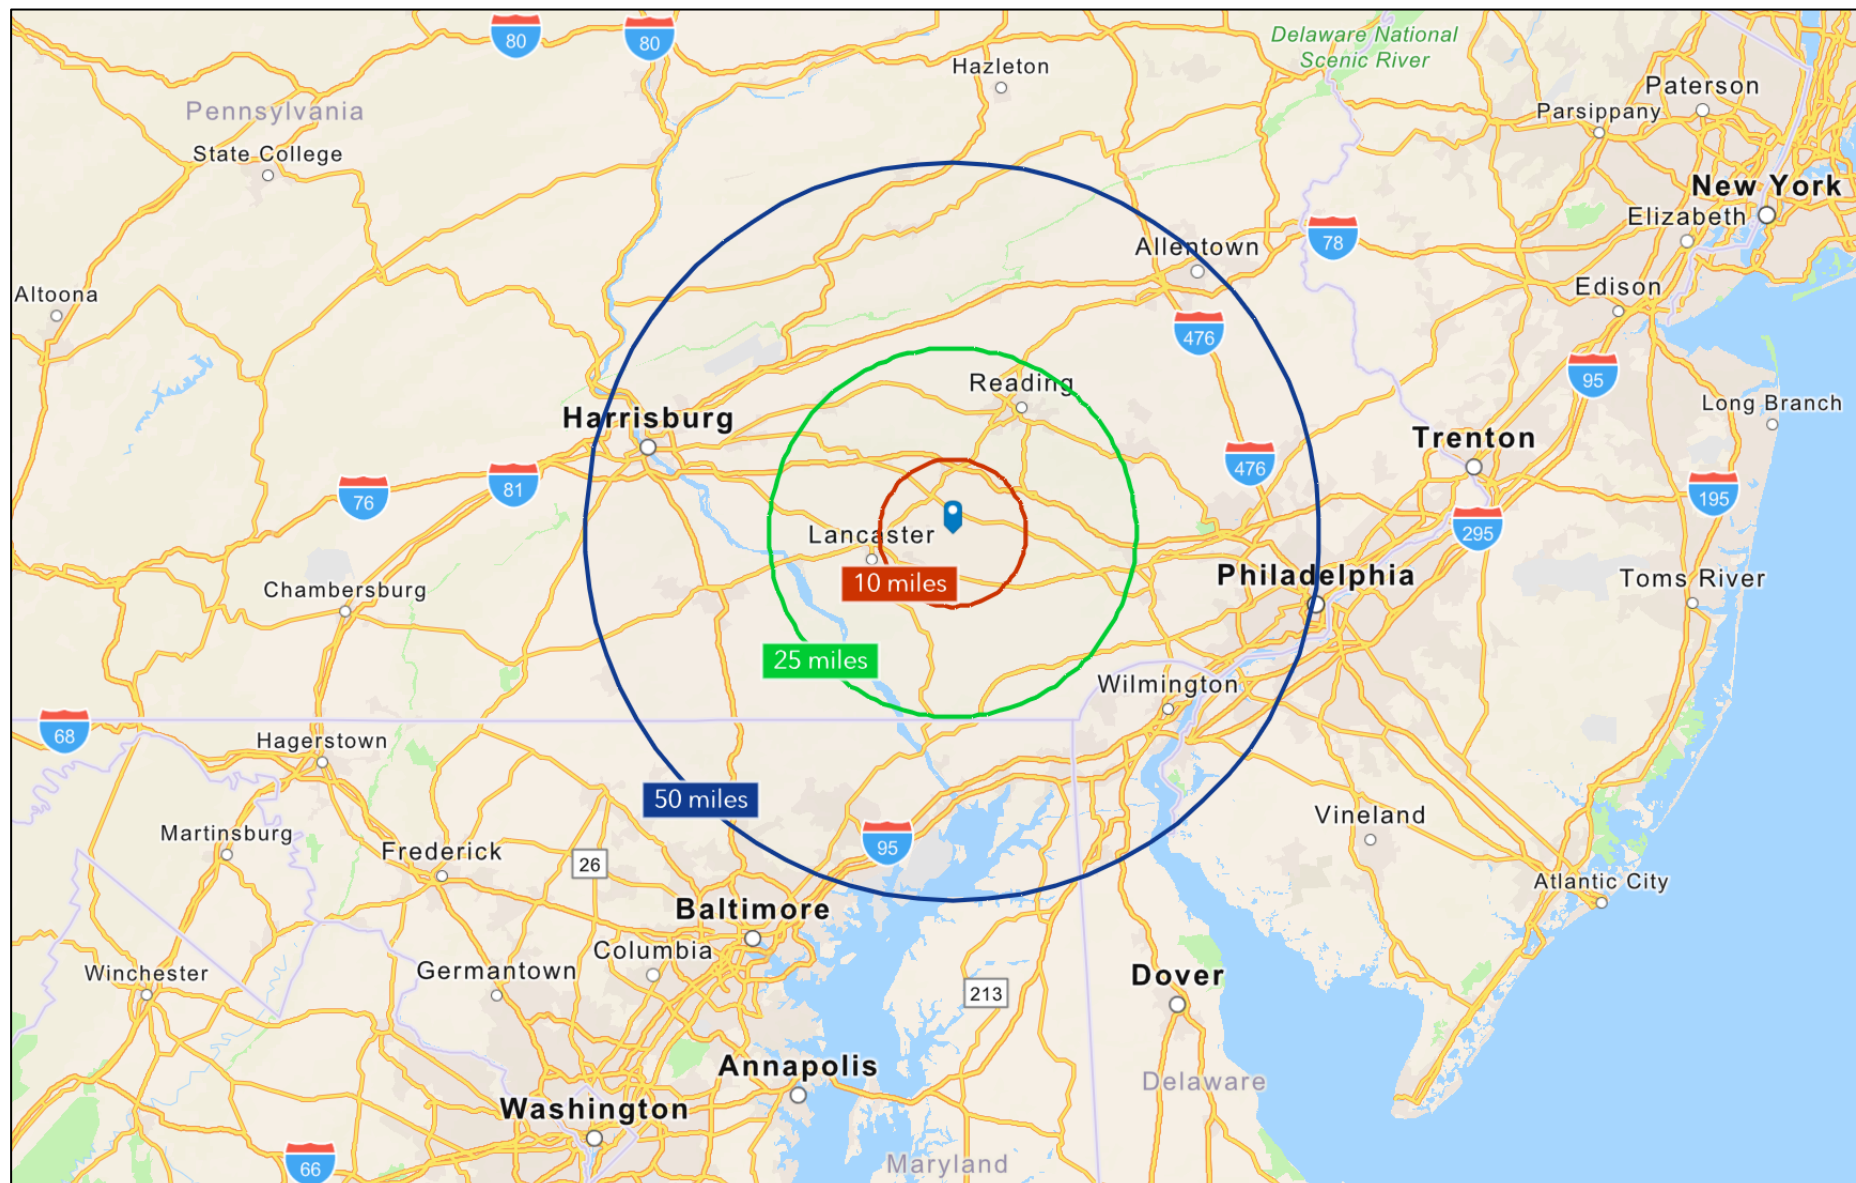 80
80
Delaware National
Scenic River
Hazleton
Paterson
Parsippany
Pennsylvania
State College
New York
Elizabeth
78
Allentown
Altoona
Edison
476
95
Reading
Long Branch
Harrisburg
Trenton
476
81
76
195
295
Lancaster
10 miles
Philadelphia
Toms River
Chambersburg
25 miles
Wilmington
68
Hagerstown
50 miles
Vineland
Martinsburg
Frederick
26
95
Atlantic City
Baltimore
Columbia
Winchester
Germantown
Dover
213
Annapolis
Delaware
Washington
66
Maryland